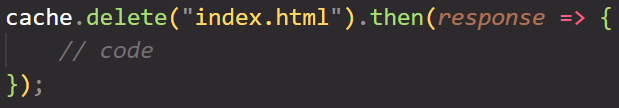 cache.delete("index.html").then(response => {
    // code
});